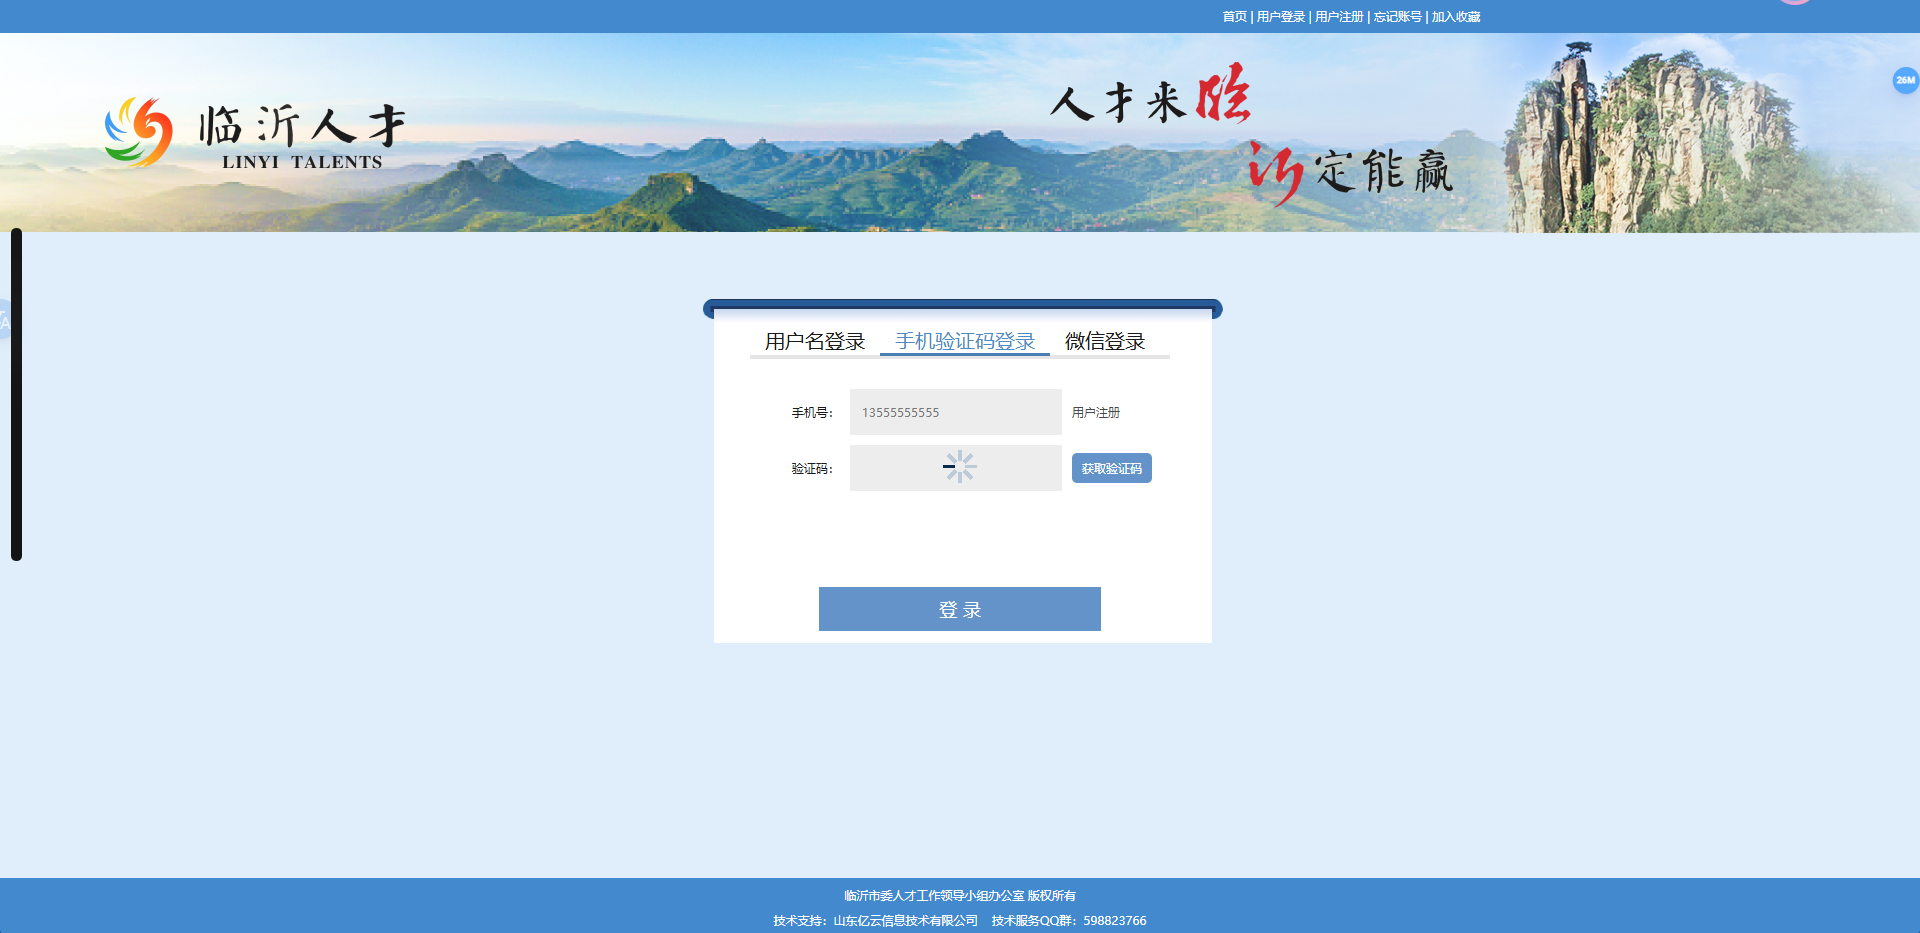 首页 | 用户登录 | 用户注册 | 忘记账号 | 加入收藏
26M
临沂人才
LINYI TALENTS
人才来临
沂定能赢
A
用户名登录 手机验证码登录 微信登录
手机号： 13555555555 用户注册
验证码： 获取验证码
登 录
临沂市委人才工作领导小组办公室 版权所有
技术支持：山东亿云信息技术有限公司 技术服务QQ群：598823766